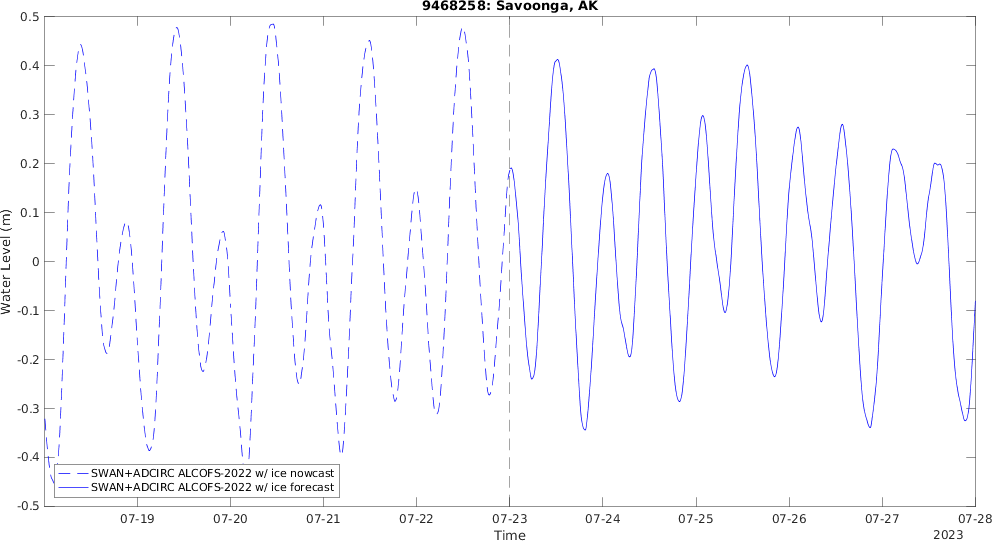 9468258: Savoonga, AK
Water Level (m)
0.5
0.4
0.3
0.2
0.1
0
-0.1
-0.2
-0.3
-0.4
-0.5
SWAN+ADCIRC ALCOFS-2022 w/ ice nowcast
SWAN+ADCIRC ALCOFS-2022 w/ ice forecast
07-19 07-20 07-21 07-22 07-23 07-24 07-25 07-26 07-27 07-28
Time
2023